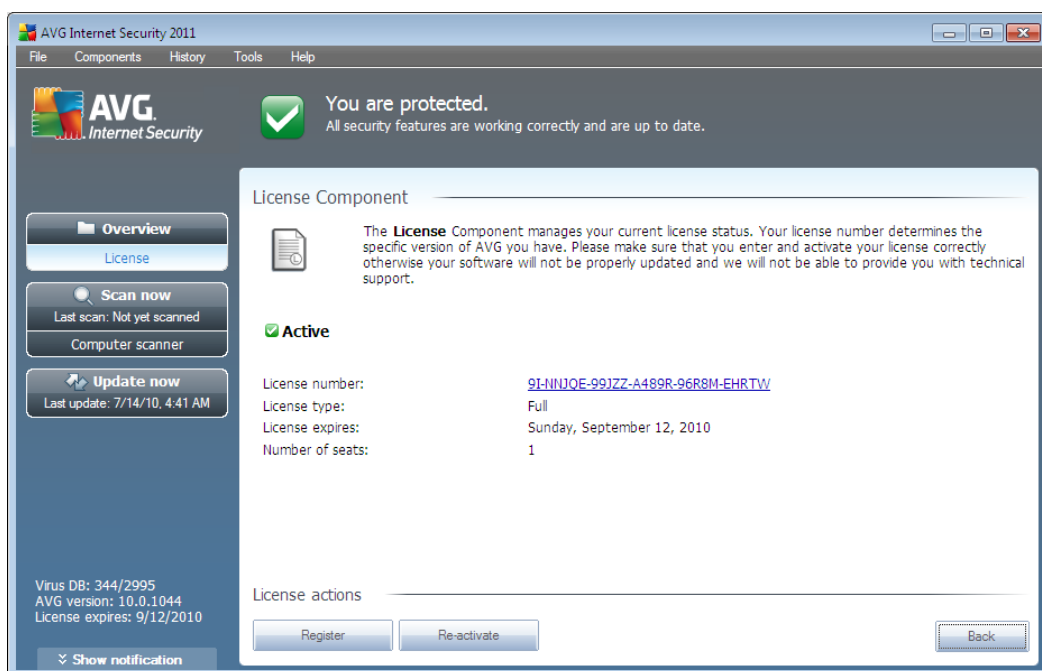 AVG Internet Security 2011
File Components History Tools Help
AVG.
Internet Security
You are protected.
All security features are working correctly and are up to date.
Overview
License
Scan now
Last scan: Not yet scanned
Computer scanner
Update now
Last update: 7/14/10, 4:41 AM
Virus DB: 344/2995
AVG version: 10.0.1044
License expires: 9/12/2010
Show notification
License Component
The License Component manages your current license status. Your license number determines the
specific version of AVG you have. Please make sure that you enter and activate your license correctly
otherwise your software will not be properly updated and we will not be able to provide you with technical
support.
Active
License number: 9I-NNJQE-99JZZ-A489R-96R8M-EHRTW
License type: Full
License expires: Sunday, September 12, 2010
Number of seats: 1
License actions
Register Re-activate Back